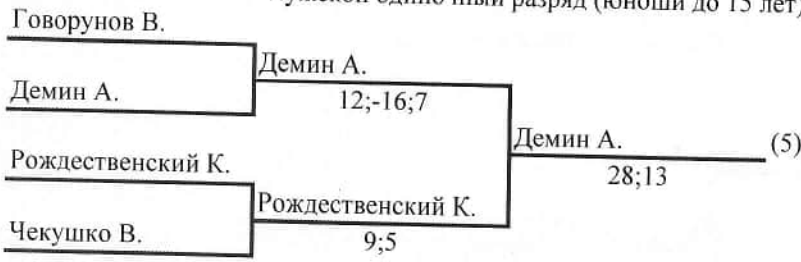 разряд (юноши до 15 лет)
Говорунов В.
Демин А.
12;-16;7
Демин А.
Демин А.
(5)
28;13
Рождественский К.
Рождественский К.
9;5
Чекушко В.